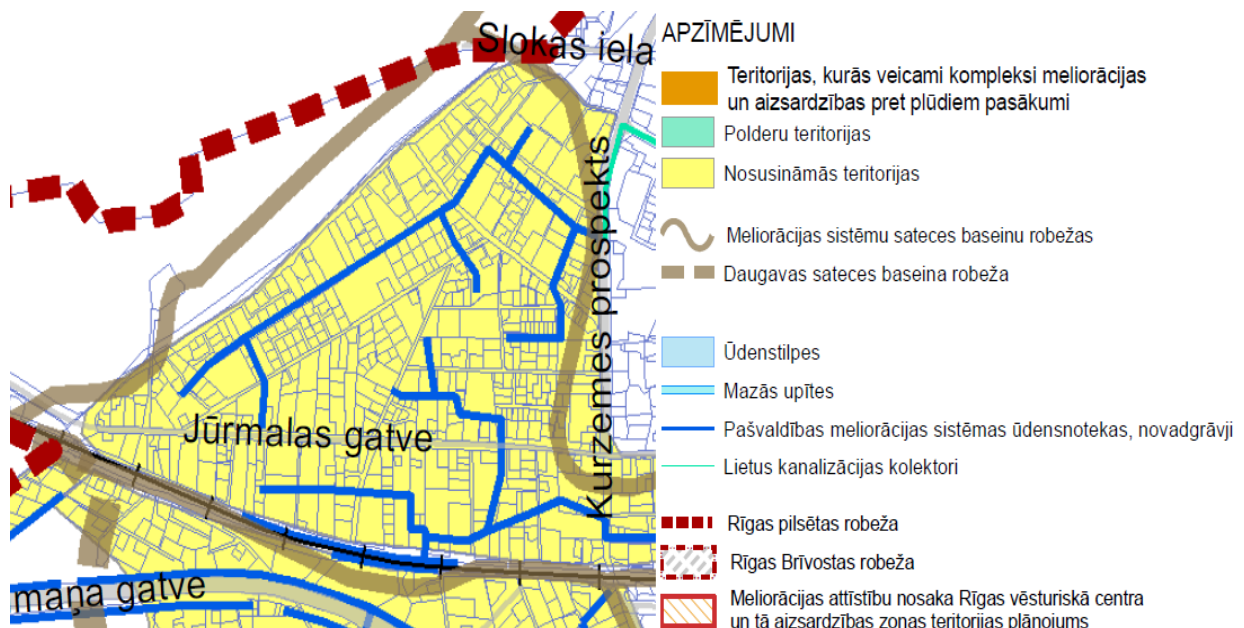 Slokas iela
Kurzemes prospekts
Jūrmalas gatve
maņa gatve
APZĪMĒJUMI
Teritorijas, kurās veicami kompleksi meliorācijas
un aizsardzības pret plūdiem pasākumi
Polderu teritorijas
Nosusināmās teritorijas
Meliorācijas sistēmu sateces baseinu robežas
Daugavas sateces baseina robeža
Ūdenstilpes
Mazās upītes
Pašvaldības meliorācijas sistēmas ūdensnotekas, novadgrāvji
Lietus kanalizācijas kolektori
Rīgas pilsētas robeža
Rīgas Brīvostas robeža
Meliorācijas attīstību nosaka Rīgas vēsturiskā centra
un tā aizsardzības zonas teritorijas plānojums